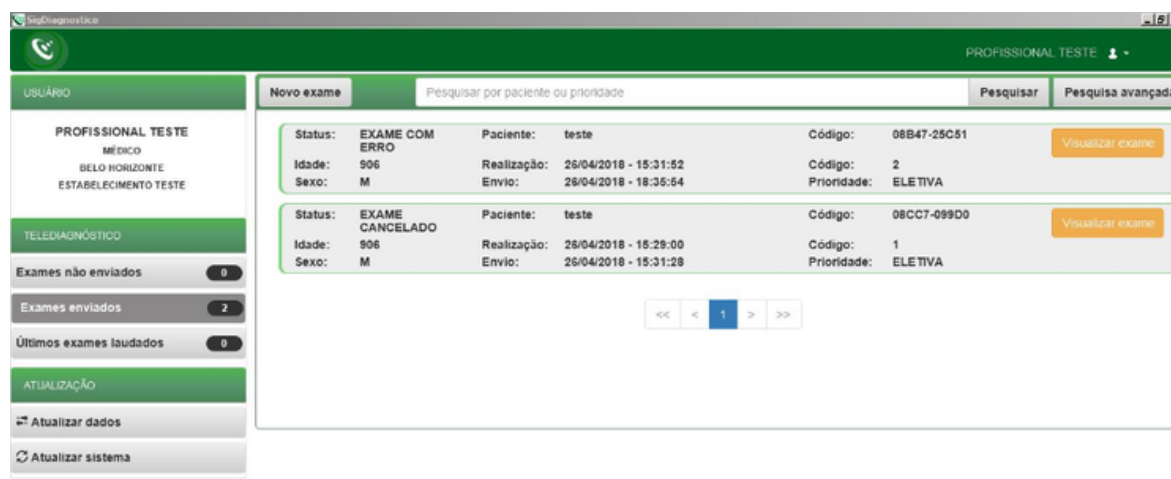 SigDiagnostico
PROFISSIONAL TESTE
USUÁRIO
PROFISSIONAL TESTE
MÉDICO
BELO HORIZONTE
ESTABELECIMENTO TESTE
TELEDIAGNÓSTICO
Exames não enviados 0
Exames enviados 2
Últimos exames laudados 0
ATUALIZAÇÃO
Atualizar dados
Atualizar sistema
Novo exame Pesquisar por paciente ou prioridade Pesquisar Pesquisa avançada
Status: EXAME COM ERRO Paciente: teste Código: 08B47-25C51 Visualizar exame
Idade: 906 Realização: 26/04/2018 - 15:31:52 Código: 2
Sexo: M Envio: 26/04/2018 - 18:35:54 Prioridade: ELETIVA
Status: EXAME CANCELADO Paciente: teste Código: 08CC7-099D0 Visualizar exame
Idade: 906 Realização: 26/04/2018 - 15:29:00 Código: 1
Sexo: M Envio: 26/04/2018 - 15:31:28 Prioridade: ELETIVA
<< < 1 > >>